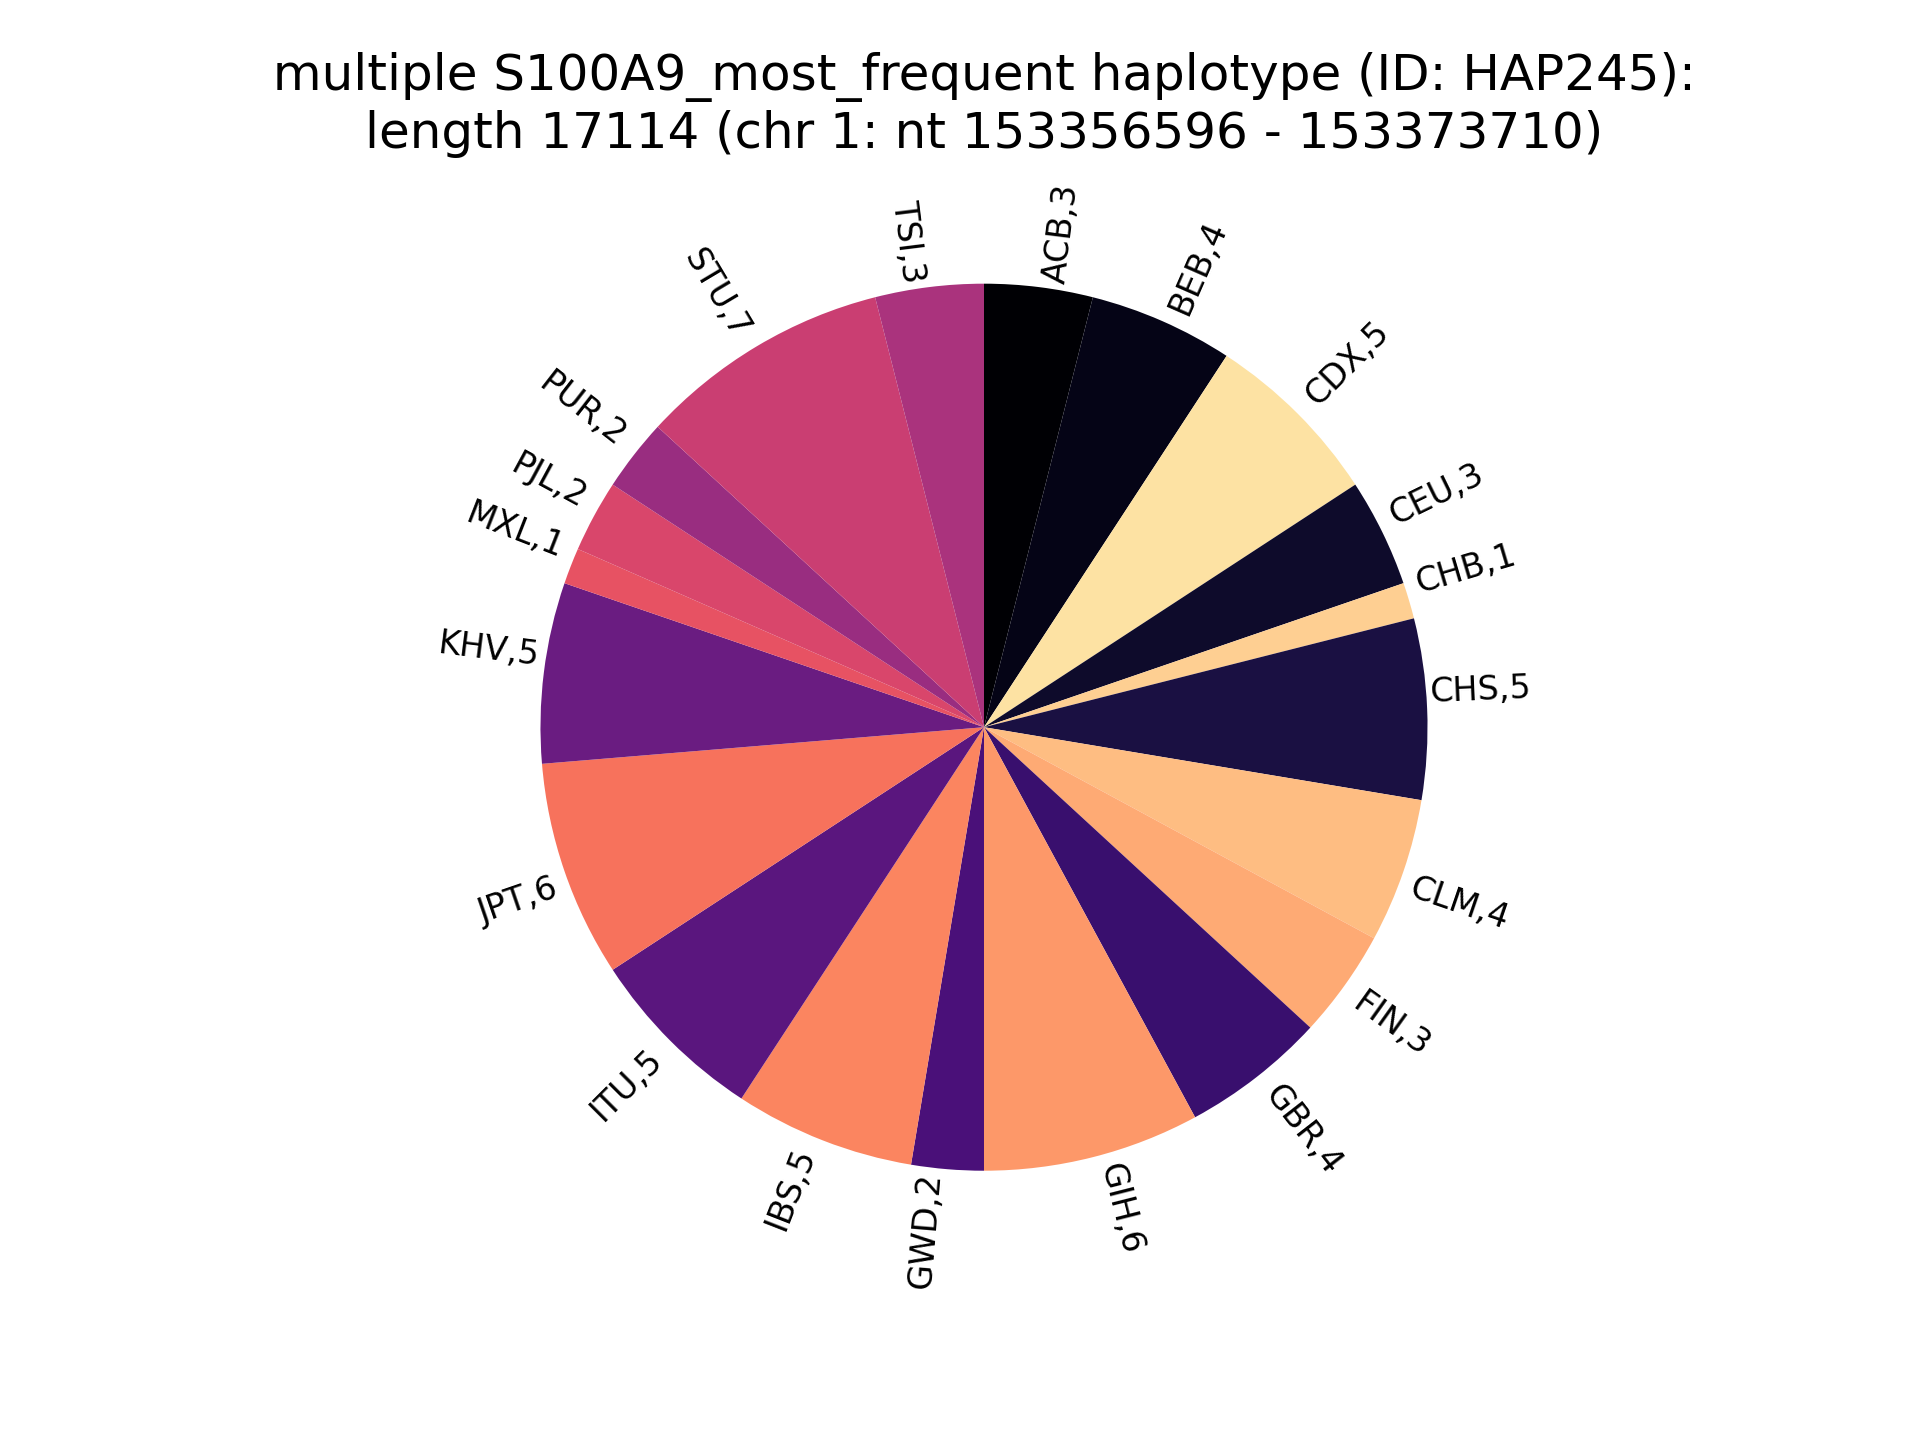 multiple S100A9_most_frequent haplotype (ID: HAP245):
length 17114 (chr 1: nt 153356596 - 153373710)
ACB,3
BEB,4
CDX,5
CEU,3
CHB,1
CHS,5
CLM,4
FIN,3
GBR,4
GIH,6
GWD,2
IBS,5
ITU,5
JPT,6
KHV,5
MXL,1
PJL,2
PUR,2
STU,7
TSI,3